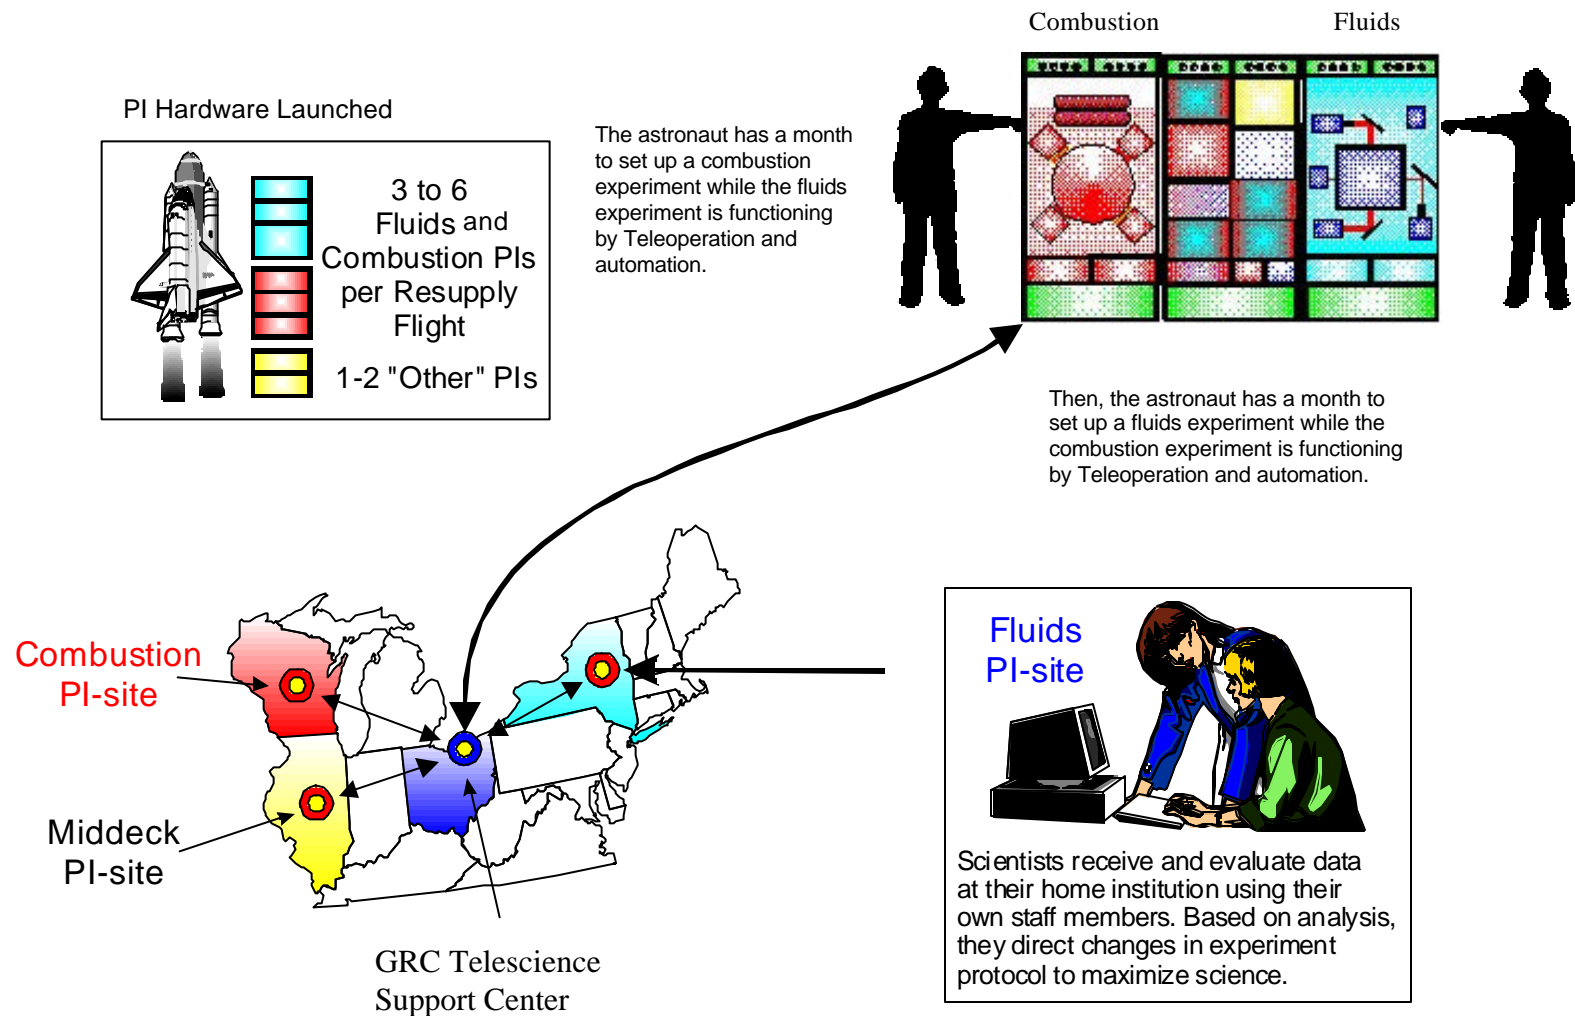 Combustion
Fluids
PI Hardware Launched
3 to 6
Fluids and
Combustion PIs
per Resupply
Flight
1-2 "Other" PIs
The astronaut has a month
to set up a combustion
experiment while the fluids
experiment is functioning
by Teleoperation and
automation.
Then, the astronaut has a month to
set up a fluids experiment while the
combustion experiment is functioning
by Teleoperation and automation.
Combustion
PI-site
Middeck
PI-site
GRC Telescience
Support Center
Fluids
PI-site
Scientists receive and evaluate data
at their home institution using their
own staff members. Based on analysis,
they direct changes in experiment
protocol to maximize science.